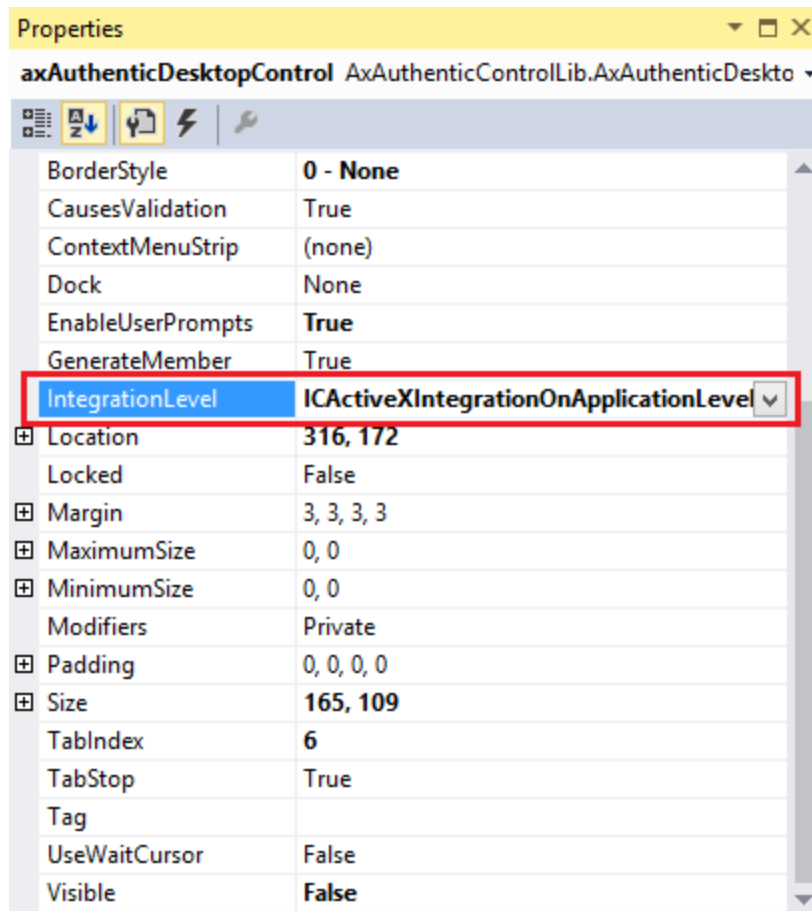 Properties
axAuthenticDesktopControl AxAuthenticControlLib.AxAuthenticDeskto
BorderStyle 0 - None
CausesValidation True
ContextMenuStrip (none)
Dock None
EnableUserPrompts True
GenerateMember True
IntegrationLevel ICActiveXIntegrationOnApplicationLevel
Location 316, 172
Locked False
Margin 3, 3, 3, 3
MaximumSize 0, 0
MinimumSize 0, 0
Modifiers Private
Padding 0, 0, 0, 0
Size 165, 109
TabIndex 6
TabStop True
Tag
UseWaitCursor False
Visible False